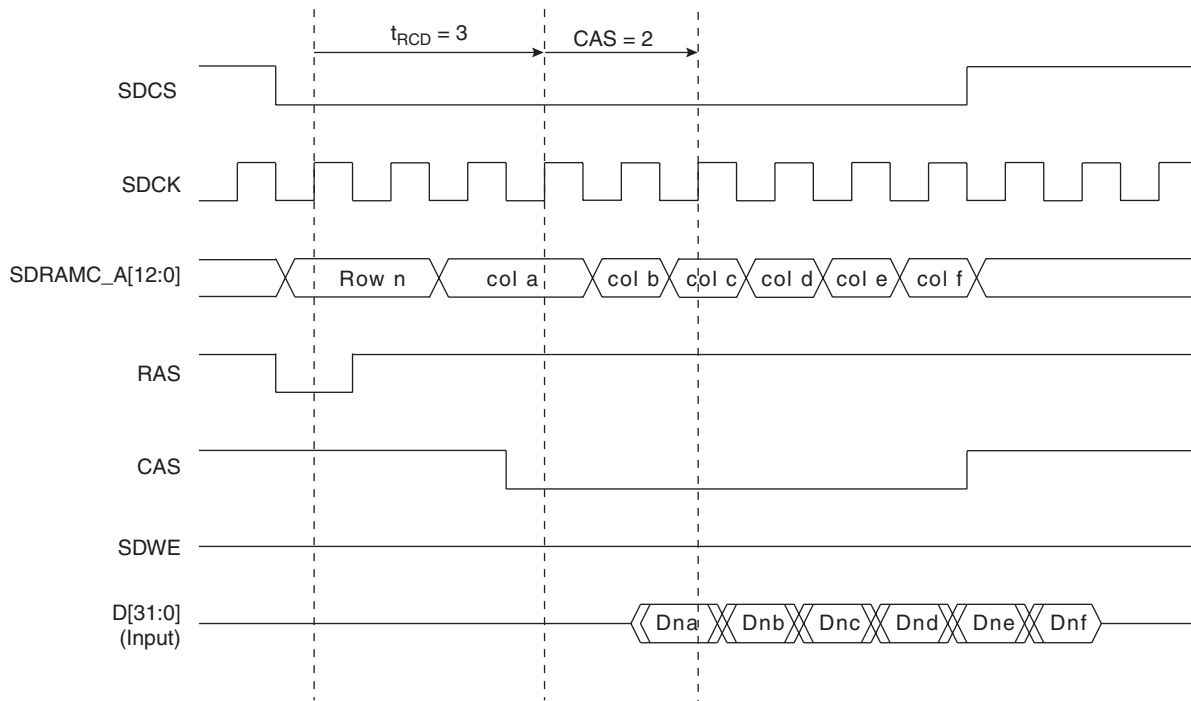 tRCD = 3 CAS = 2
SDCS
SDCK
SDRAMC_A[12:0] Row n col a col b col c col d col e col f
RAS
CAS
SDWE
D[31:0]
(Input) Dna Dnb Dnc Dnd Dne Dnf